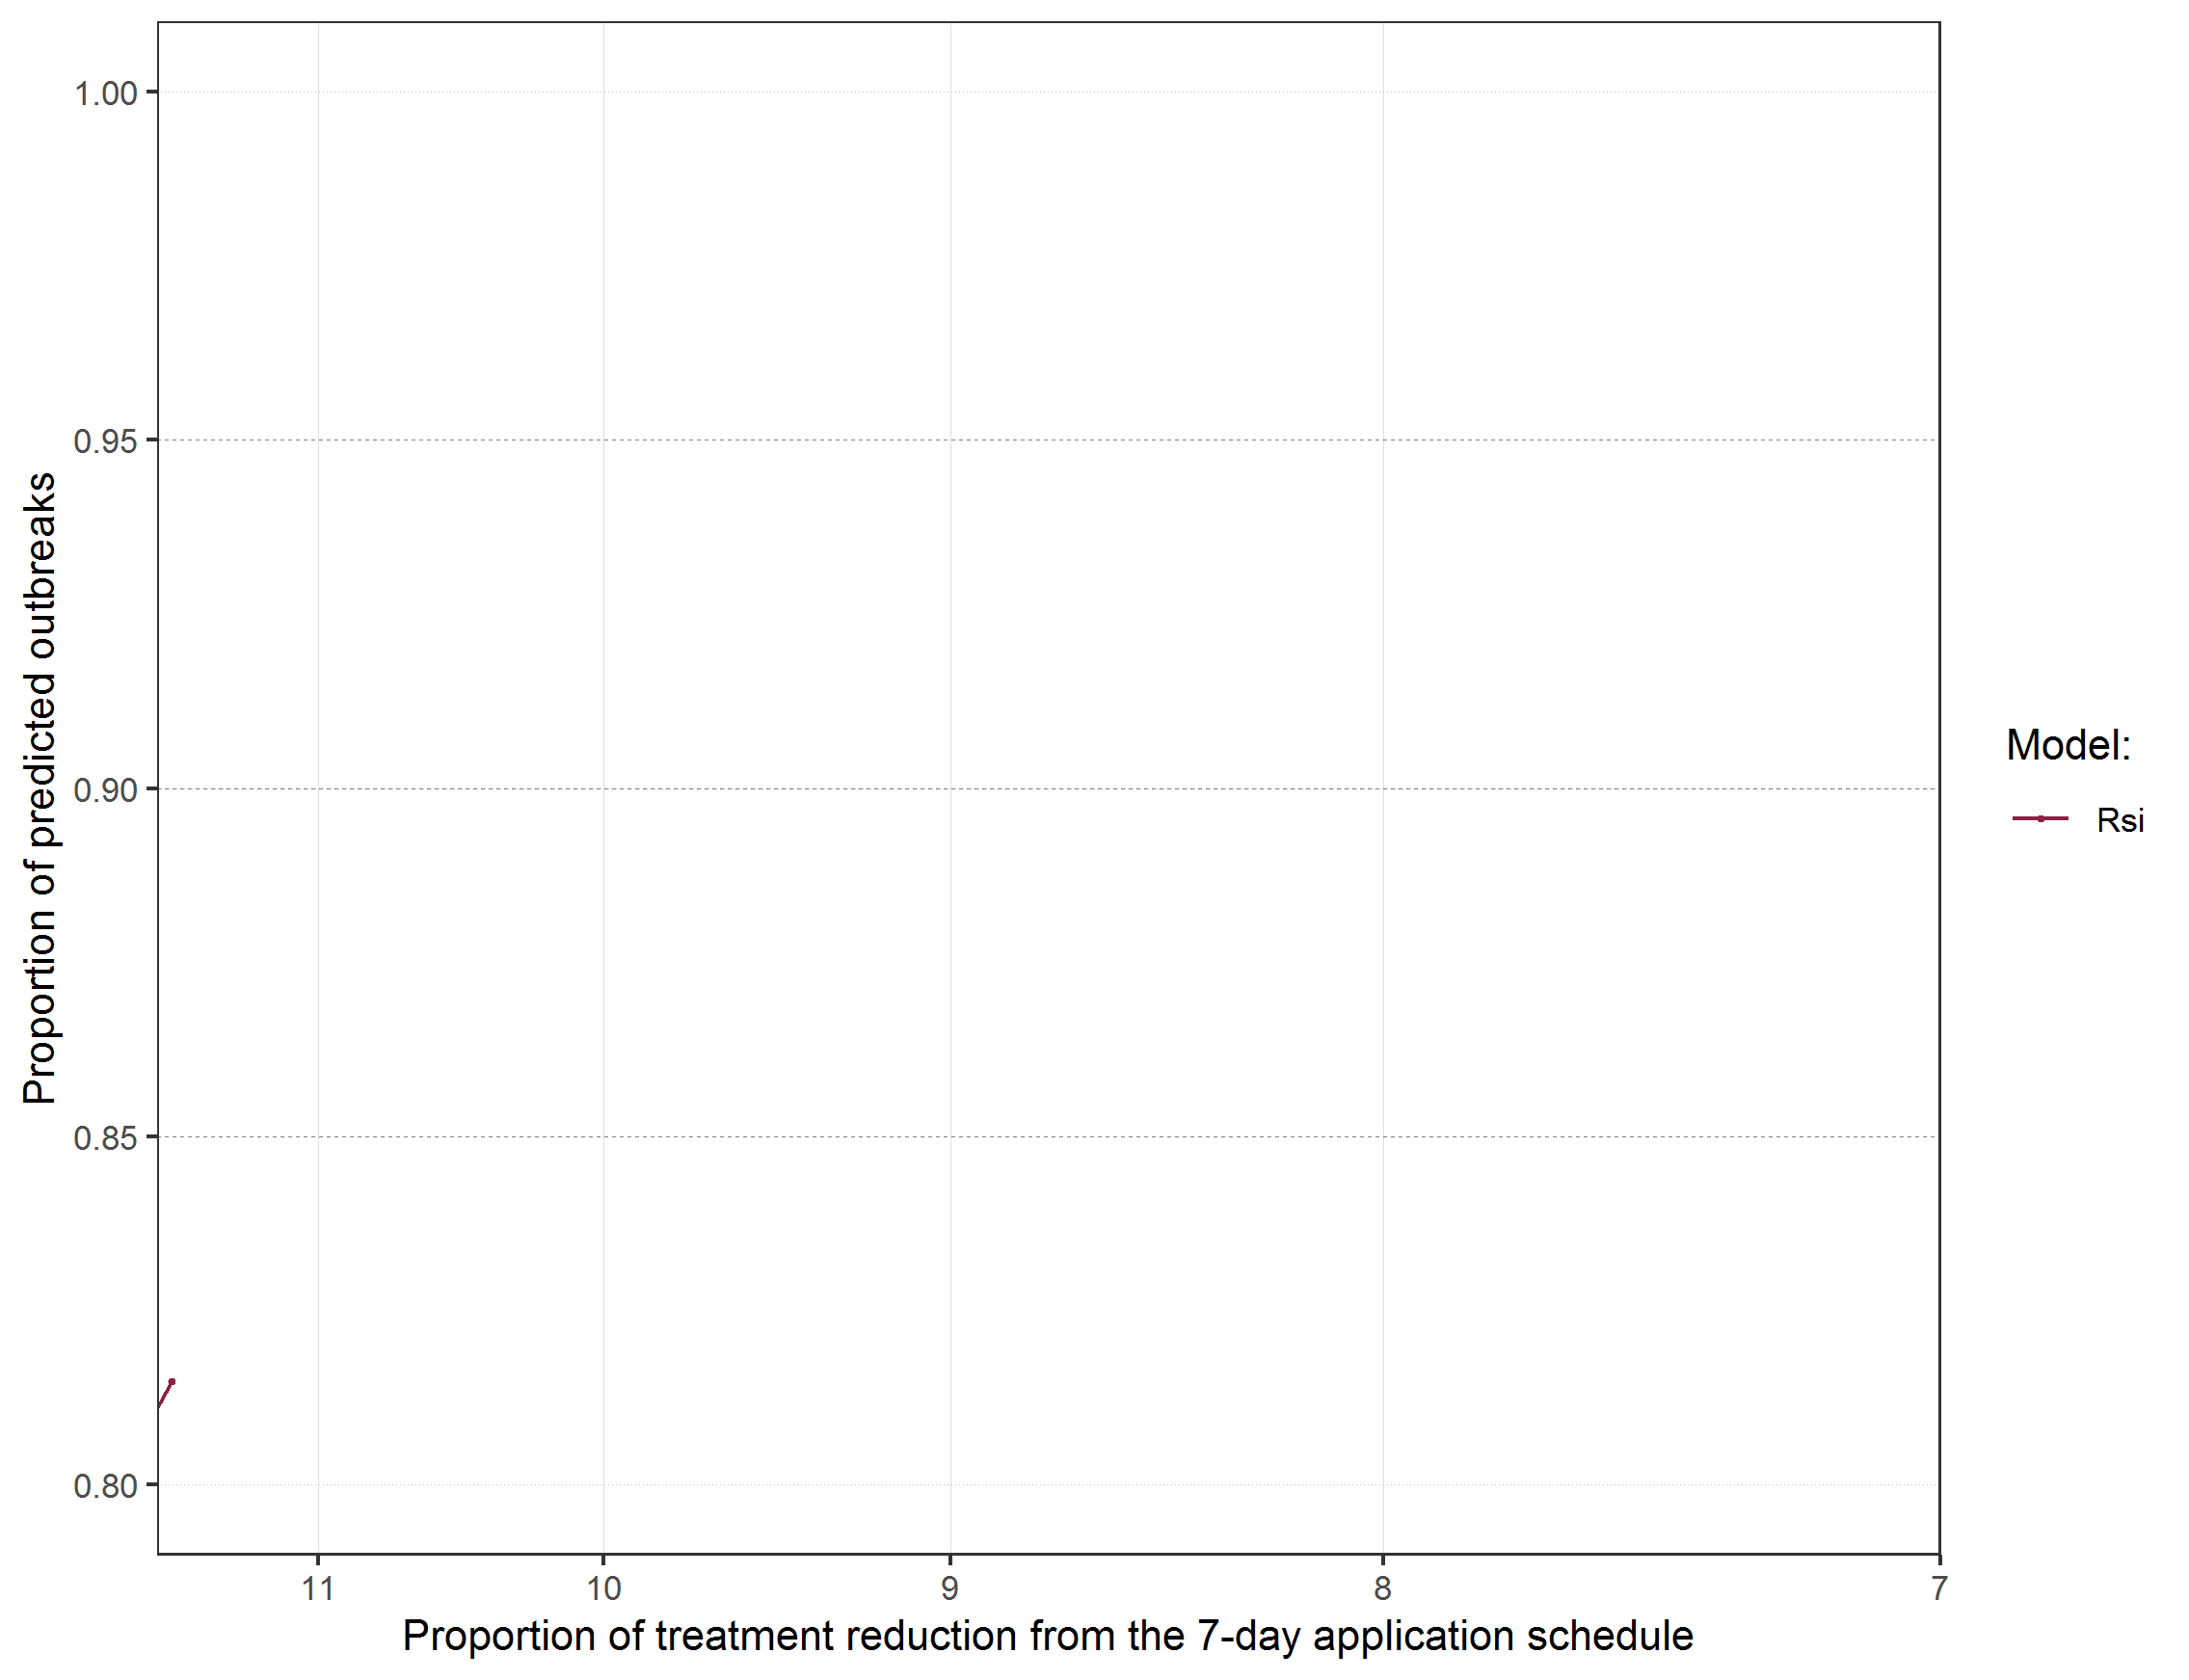 Proportion of predicted outbreaks
1.00
0.95
0.90
0.85
0.80
11 10 9 8 7
Proportion of treatment reduction from the 7-day application schedule
Model:
Rsi